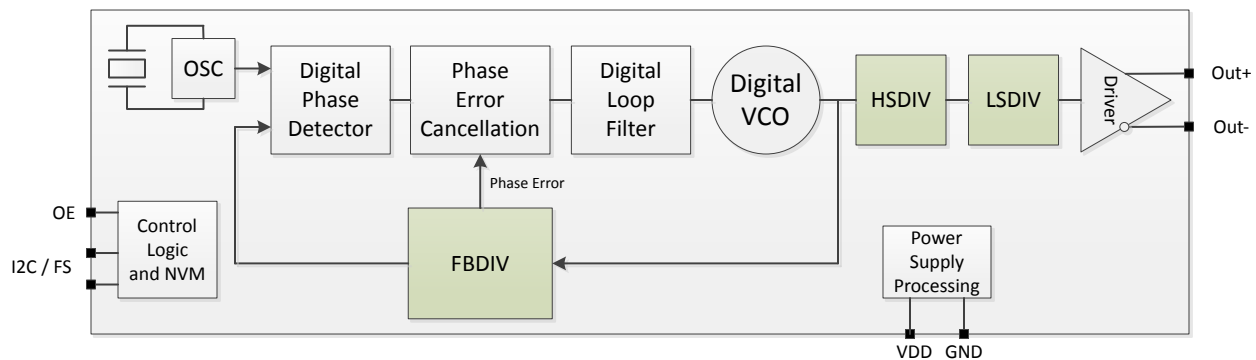 OSC
Digital
Phase
Detector
Phase
Error
Cancellation
Digital
Loop
Filter
Digital
VCO
HSDIV
LSDIV
Driver
Out+
Out-
Phase Error
FBDIV
OE
I2C / FS
Control
Logic
and NVM
Power
Supply
Processing
VDD GND